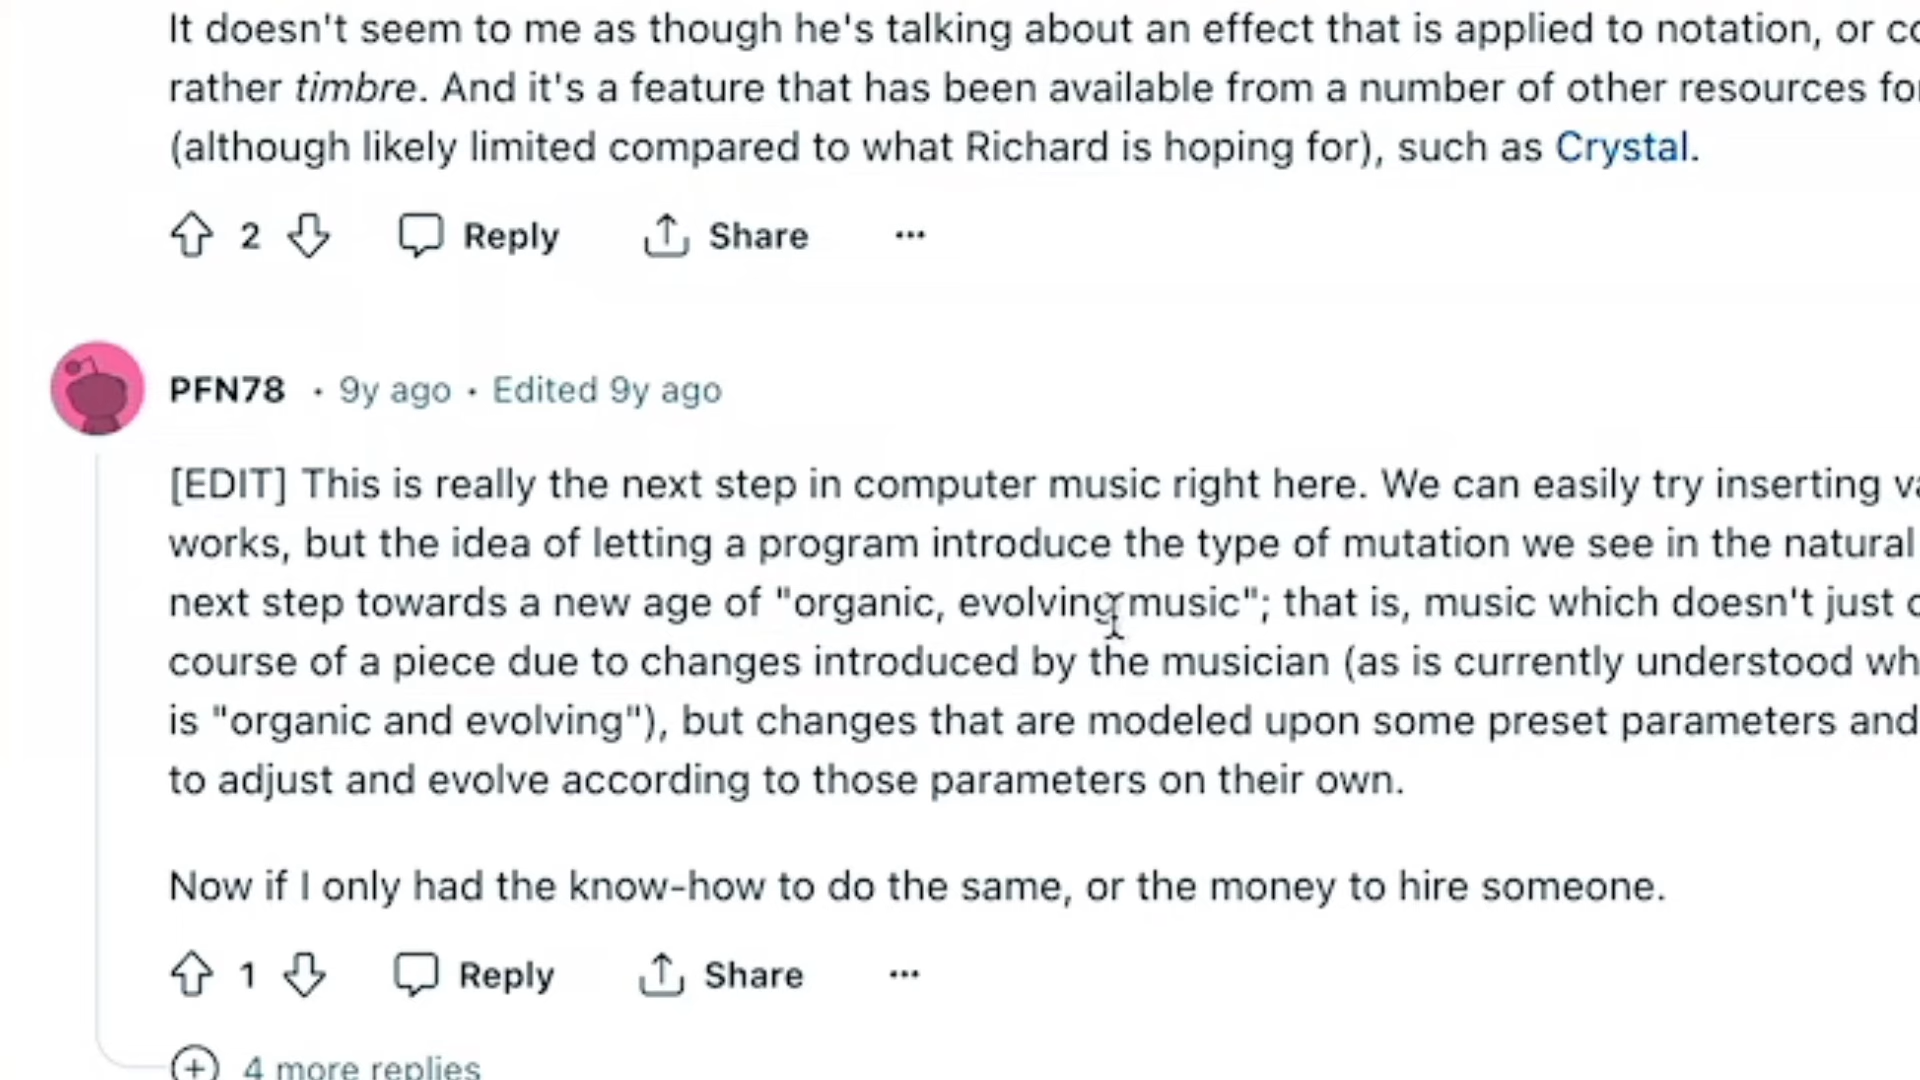 It doesn't seem to me as though he's talking about an effect that is applied to notation, or
rather timbre. And it's a feature that has been available from a number of other resources
(although likely limited compared to what Richard is hoping for), such as Crystal.
2 Reply Share ...
PFN78 · 9y ago · Edited 9y ago
[EDIT] This is really the next step in computer music right here. We can easily try inserting
works, but the idea of letting a program introduce the type of mutation we see in the natural
next step towards a new age of "organic, evolving music"; that is, music which doesn't just
course of a piece due to changes introduced by the musician (as is currently understood
is "organic and evolving"), but changes that are modeled upon some preset parameters and
to adjust and evolve according to those parameters on their own.
Now if I only had the know-how to do the same, or the money to hire someone.
1 Reply Share ...
4 more replies